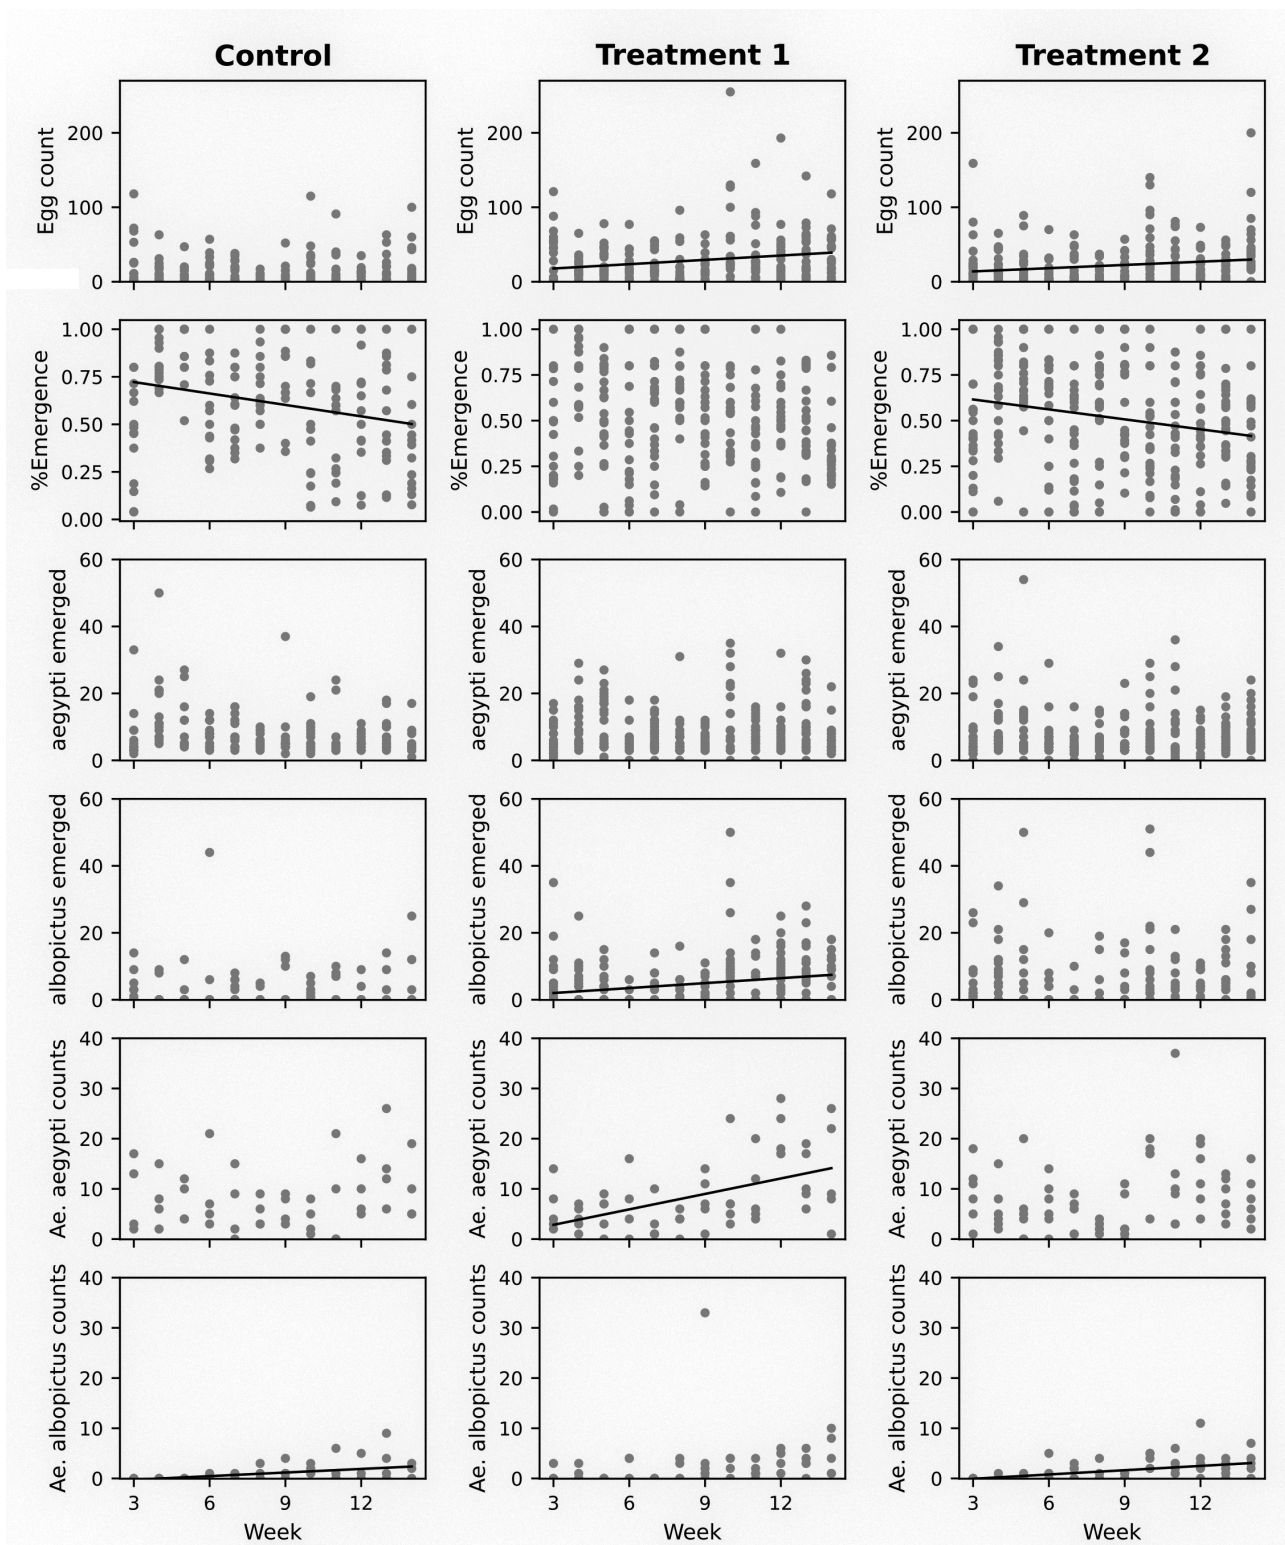 Control Treatment 1 Treatment 2
Egg count 200 100 0
Egg count 200 100 0
Egg count 200 100 0
%Emergence 1.00 0.75 0.50 0.25 0.00
%Emergence 1.00 0.75 0.50 0.25 0.00
%Emergence 1.00 0.75 0.50 0.25 0.00
aegypti emerged 60 40 20 0
aegypti emerged 60 40 20 0
aegypti emerged 60 40 20 0
albopictus emerged 60 40 20 0
albopictus emerged 60 40 20 0
albopictus emerged 60 40 20 0
Ae. aegypti counts 40 30 20 10 0
Ae. aegypti counts 40 30 20 10 0
Ae. aegypti counts 40 30 20 10 0
Ae. albopictus counts 40 30 20 10 0
Ae. albopictus counts 40 30 20 10 0
Ae. albopictus counts 40 30 20 10 0
3 6 9 12 3 6 9 12 3 6 9 12
Week Week Week